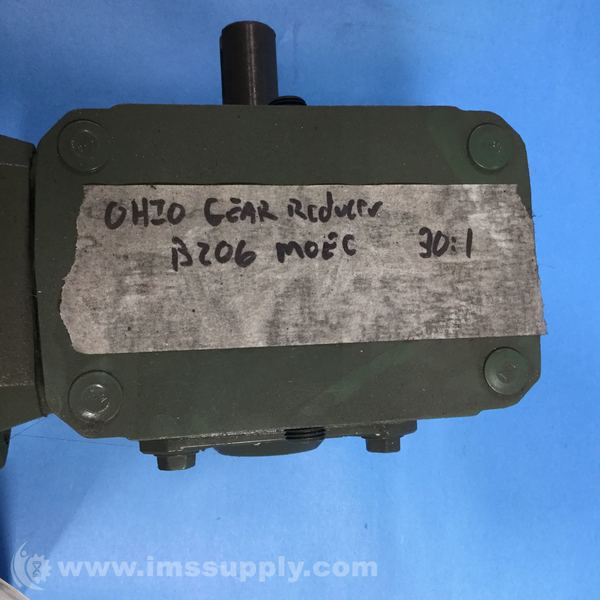 OHIO GEAR REDUCER
B206 MOEC 30:1
www.imssupply.com